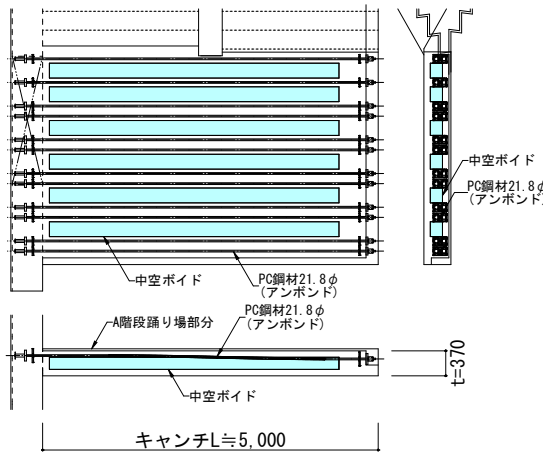 中空ボイド
PC鋼材21.8φ
(アンボンド)
中空ボイド
PC鋼材21.8φ
(アンボンド)
A階段踊り場部分
PC鋼材21.8φ
(アンボンド)
中空ボイド
t=370
キャンチL≒5,000